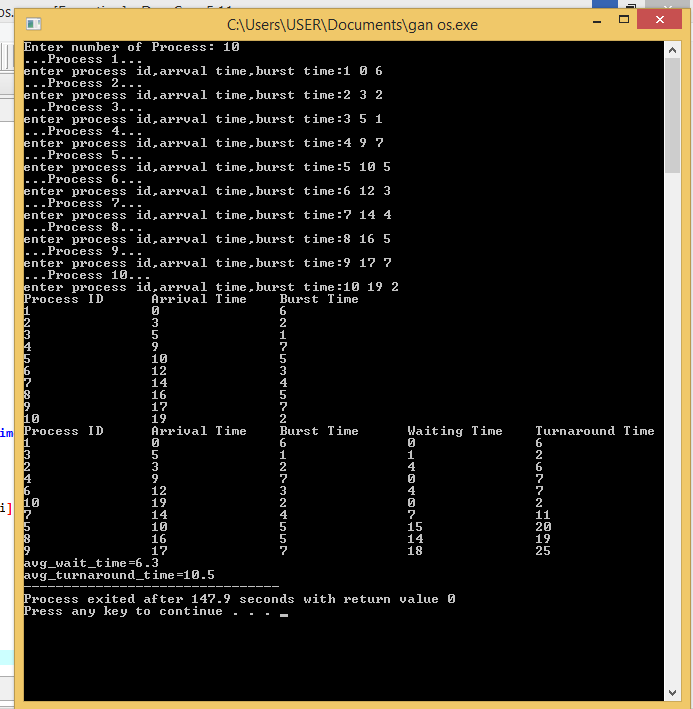 C:\Users\USER\Documents\gan os.exe
Enter number of Process: 10
...Process 1...
enter process id,arrval time,burst time:1 0 6
...Process 2...
enter process id,arrval time,burst time:2 3 2
...Process 3...
enter process id,arrval time,burst time:3 5 1
...Process 4...
enter process id,arrval time,burst time:4 9 7
...Process 5...
enter process id,arrval time,burst time:5 10 5
...Process 6...
enter process id,arrval time,burst time:6 12 3
...Process 7...
enter process id,arrval time,burst time:7 14 4
...Process 8...
enter process id,arrval time,burst time:8 16 5
...Process 9...
enter process id,arrval time,burst time:9 17 7
...Process 10...
enter process id,arrval time,burst time:10 19 2
Process ID Arrival Time Burst Time
1 0 6
2 3 2
3 5 1
4 9 7
5 10 5
6 12 3
7 14 4
8 16 5
9 17 7
10 19 2
Process ID Arrival Time Burst Time Waiting Time Turnaround Time
1 0 6 0 6
3 5 1 1 2
2 3 2 4 6
4 9 7 0 7
6 12 3 4 7
10 19 2 0 2
7 14 4 7 11
5 10 5 15 20
8 16 5 14 19
9 17 7 18 25
avg_wait_time=6.3
avg_turnaround_time=10.5
--------------------------------
Process exited after 147.9 seconds with return value 0
Press any key to continue . . .
im
i]